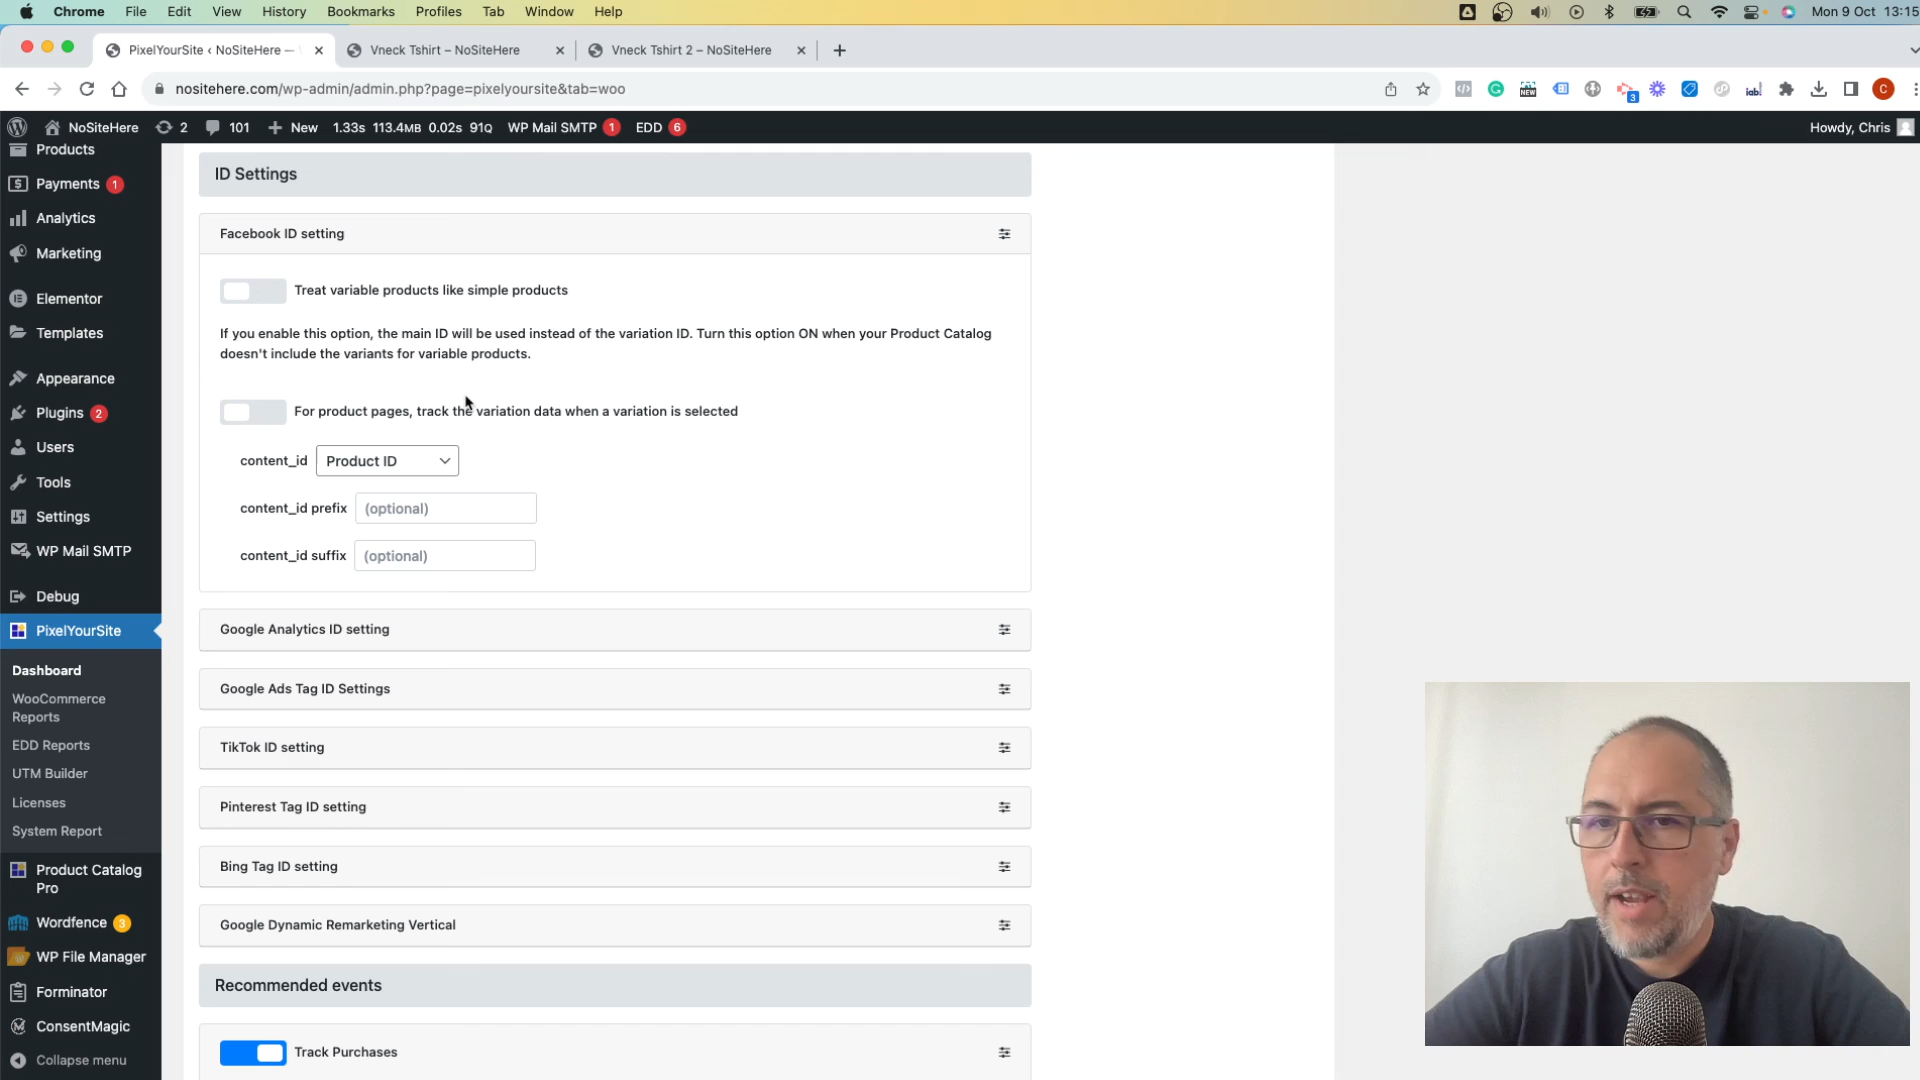 Chrome File Edit View History Bookmarks Profiles Tab Window Help Mon 9 Oct 13:15
PixelYourSite ‹ NoSiteHere — Vneck Tshirt – NoSiteHere Vneck Tshirt 2 – NoSiteHere
nositehere.com/wp-admin/admin.php?page=pixelyoursite&tab=woo NEW 3 iab! C
NoSiteHere 2 101 New 1.33s 113.4MB 0.02s 91Q WP Mail SMTP 1 EDD 6 Howdy, Chris
Products
Payments 1
Analytics
Marketing
Elementor
Templates
Appearance
Plugins 2
Users
Tools
Settings
WP Mail SMTP
Debug
PixelYourSite
Dashboard
WooCommerce
Reports
EDD Reports
UTM Builder
Licenses
System Report
Product Catalog
Pro
Wordfence 3
WP File Manager
Forminator
ConsentMagic
Collapse menu
ID Settings
Facebook ID setting
Treat variable products like simple products
If you enable this option, the main ID will be used instead of the variation ID. Turn this option ON when your Product Catalog
doesn't include the variants for variable products.
For product pages, track the variation data when a variation is selected
content_id Product ID
content_id prefix (optional)
content_id suffix (optional)
Google Analytics ID setting
Google Ads Tag ID Settings
TikTok ID setting
Pinterest Tag ID setting
Bing Tag ID setting
Google Dynamic Remarketing Vertical
Recommended events
Track Purchases